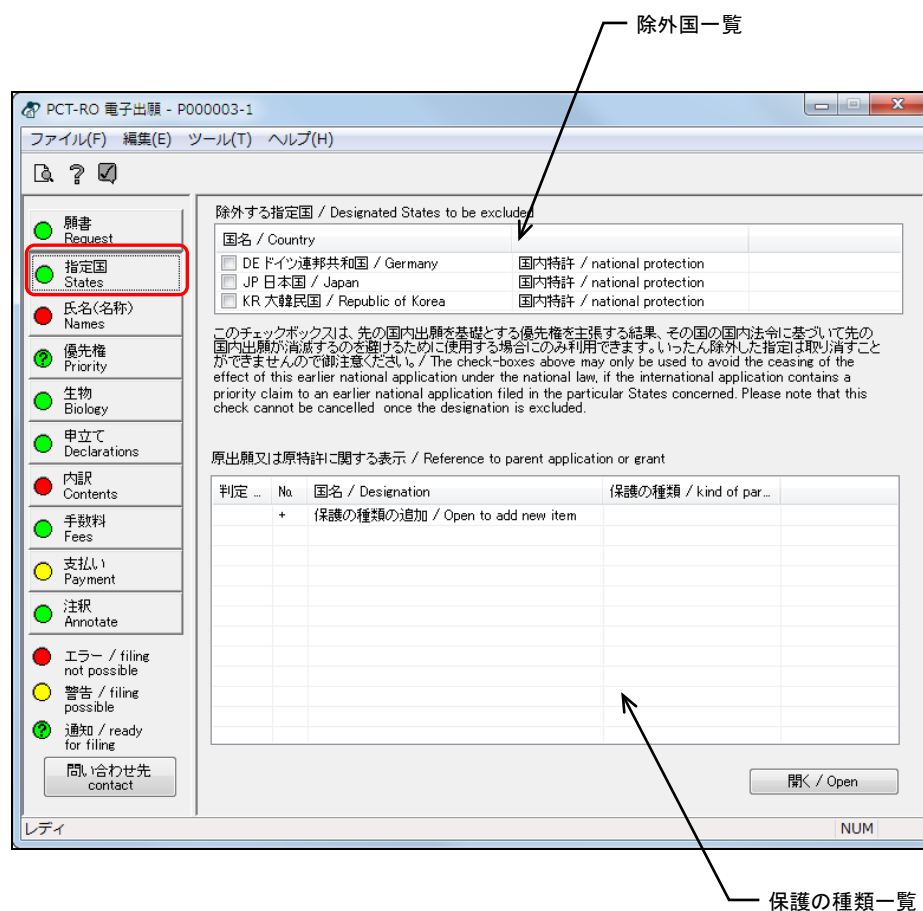 除外国一覧
PCT-RO 電子出願 - P000003-1
ファイル(F) 編集(E) ツール(T) ヘルプ(H)
願書
Request
指定国
States
氏名(名称)
Names
優先権
Priority
生物
Biology
申立て
Declarations
内訳
Contents
手数料
Fees
支払い
Payment
注釈
Annotate
エラー / filing
not possible
警告 / filing
possible
通知 / ready
for filing
問い合わせ先
contact
除外する指定国 / Designated States to be excluded
国名 / Country
DE ドイツ連邦共和国 / Germany 国内特許 / national protection
JP 日本国 / Japan 国内特許 / national protection
KR 大韓民国 / Republic of Korea 国内特許 / national protection
このチェックボックスは、先の国内出願を基礎とする優先権を主張する結果、その国の国内法令に基づいて先の
国内出願が消滅するのを避けるために使用する場合にのみ利用できます。いったん除外した指定は取り消すこと
ができませんので御注意ください。/ The check-boxes above may only be used to avoid the ceasing of the
effect of this earlier national application under the national law, if the international application contains a
priority claim to an earlier national application filed in the particular States concerned. Please note that this
check cannot be cancelled once the designation is excluded.
原出願又は原特許に関する表示 / Reference to parent application or grant
判定 ... No. 国名 / Designation 保護の種類 / kind of par...
+ 保護の種類の追加 / Open to add new item
開く / Open
レディ NUM
保護の種類一覧